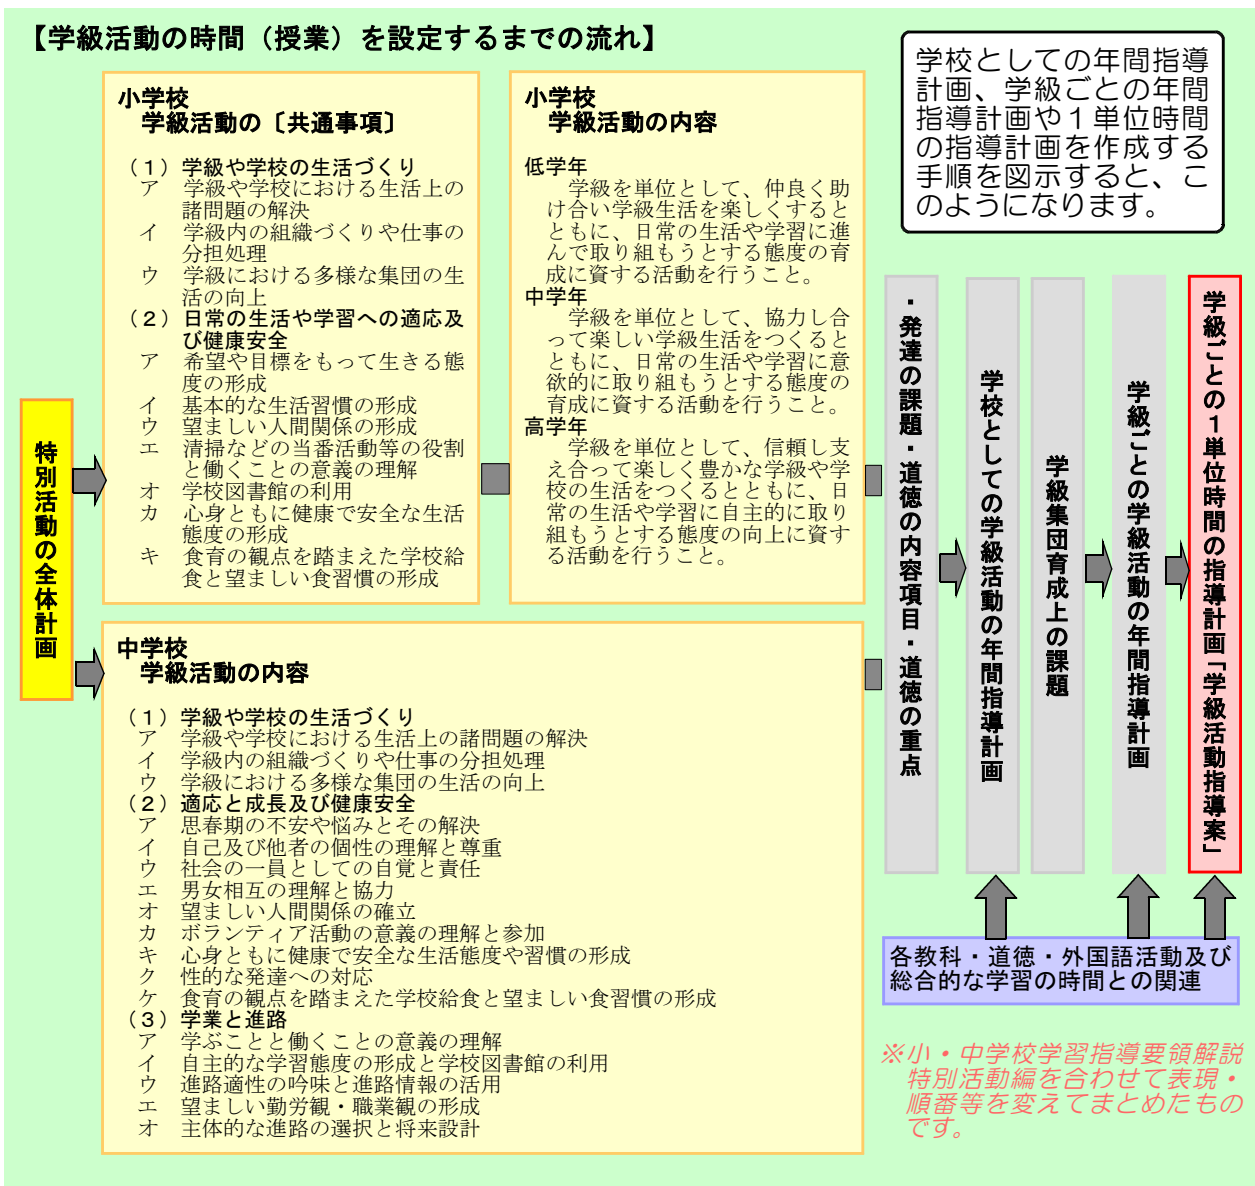 【学級活動の時間（授業）を設定するまでの流れ】
学校としての年間指導
計画、学級ごとの年間
指導計画や１単位時間
の指導計画を作成する
手順を図示すると、こ
のようになります。
特別活動の全体計画
小学校
学級活動の〔共通事項〕
（１）学級や学校の生活づくり
ア　学級や学校における生活上の
諸問題の解決
イ　学級内の組織づくりや仕事の
分担処理
ウ　学級における多様な集団の生
活の向上
（２）日常の生活や学習への適応及
び健康安全
ア　希望や目標をもって生きる態
度の形成
イ　基本的な生活習慣の形成
ウ　望ましい人間関係の形成
エ　清掃などの当番活動等の役割
と働くことの意義の理解
オ　学校図書館の利用
カ　心身ともに健康で安全な生活
態度の形成
キ　食育の観点を踏まえた学校給
食と望ましい食習慣の形成
小学校
学級活動の内容
低学年
学級を単位として、仲良く助
け合い学級生活を楽しくすると
ともに、日常の生活や学習に進
んで取り組もうとする態度の育
成に資する活動を行うこと。
中学年
学級を単位として、協力し合
って楽しい学級生活をつくると
ともに、日常の生活や学習に意
欲的に取り組もうとする態度の
育成に資する活動を行うこと。
高学年
学級を単位として、信頼し支
え合って楽しく豊かな学級や学
校の生活をつくるとともに、日
常の生活や学習に自主的に取り
組もうとする態度の向上に資す
る活動を行うこと。
中学校
学級活動の内容
（１）学級や学校の生活づくり
ア　学級や学校における生活上の諸問題の解決
イ　学級内の組織づくりや仕事の分担処理
ウ　学級における多様な集団の生活の向上
（２）適応と成長及び健康安全
ア　思春期の不安や悩みとその解決
イ　自己及び他者の個性の理解と尊重
ウ　社会の一員としての自覚と責任
エ　男女相互の理解と協力
オ　望ましい人間関係の確立
カ　ボランティア活動の意義の理解と参加
キ　心身ともに健康で安全な生活態度や習慣の形成
ク　性的な発達への対応
ケ　食育の観点を踏まえた学校給食と望ましい食習慣の形成
（３）学業と進路
ア　学ぶことと働くことの意義の理解
イ　自主的な学習態度の形成と学校図書館の利用
ウ　進路適性の吟味と進路情報の活用
エ　望ましい勤労観・職業観の形成
オ　主体的な進路の選択と将来設計
・発達の課題・道徳の内容項目・道徳の重点
学校としての学級活動の年間指導計画
学級集団育成上の課題
学級ごとの学級活動の年間指導計画
学級ごとの１単位時間の指導計画「学級活動指導案」
各教科・道徳・外国語活動及び
総合的な学習の時間との関連
※小・中学校学習指導要領解説
特別活動編を合わせて表現・
順番等を変えてまとめたもの
です。